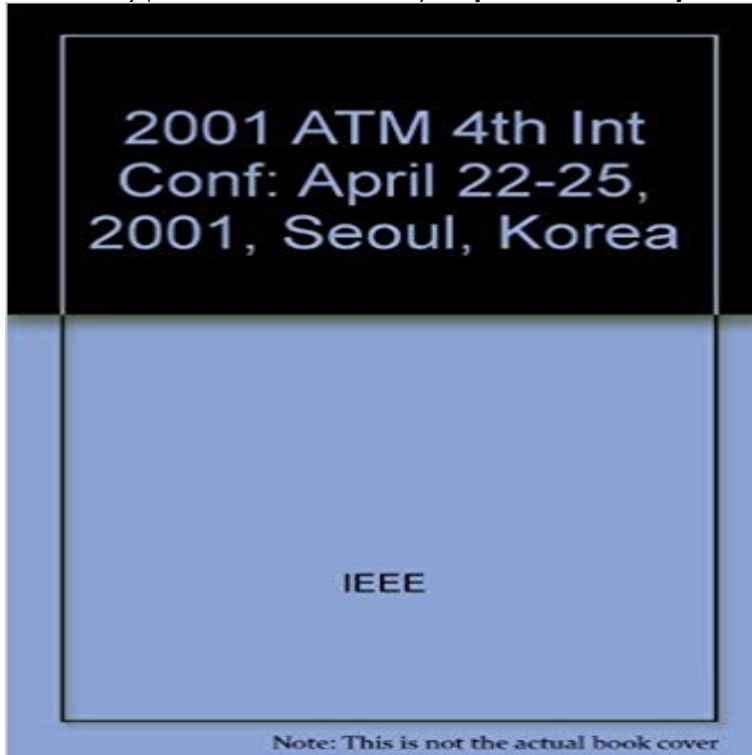 2001 ATM 4th Int
Conf: April 22-25,
2001, Seoul, Korea
IEEE
Note: This is not the actual book cover